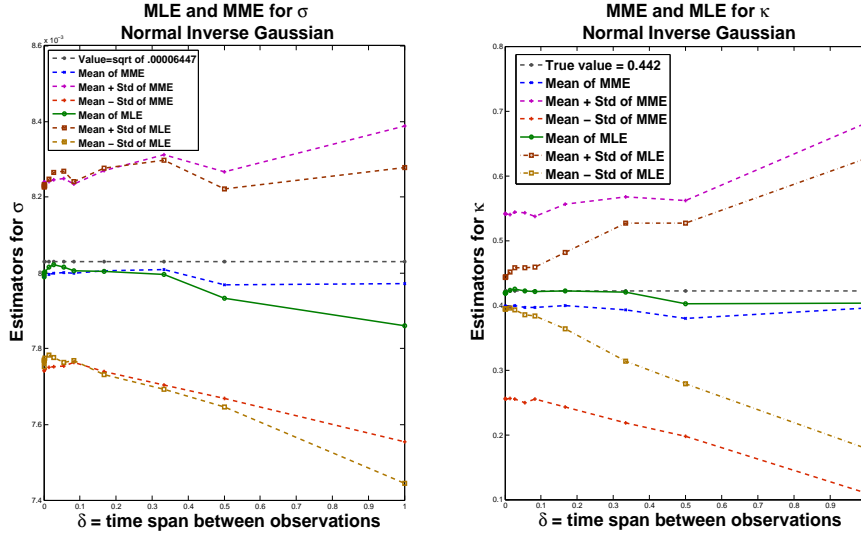 MLE and MME for σ
Normal Inverse Gaussian
8.6
x 10⁻³
8.4
8.2
8.0
7.8
7.6
7.4
0
0.1
0.2
0.3
0.4
0.5
0.6
0.7
0.8
0.9
1
Value=sqrt of .00006447
Mean of MME
Mean + Std of MME
Mean − Std of MME
Mean of MLE
Mean + Std of MLE
Mean − Std of MLE
Estimators for σ
δ = time span between observations
MME and MLE for κ
Normal Inverse Gaussian
0.8
0.7
0.6
0.5
0.4
0.3
0.2
0.1
0
0.1
0.2
0.3
0.4
0.5
0.6
0.7
0.8
0.9
True value = 0.442
Mean of MME
Mean + Std of MME
Mean − Std of MME
Mean of MLE
Mean + Std of MLE
Mean − Std of MLE
Estimators for κ
δ = time span between observations